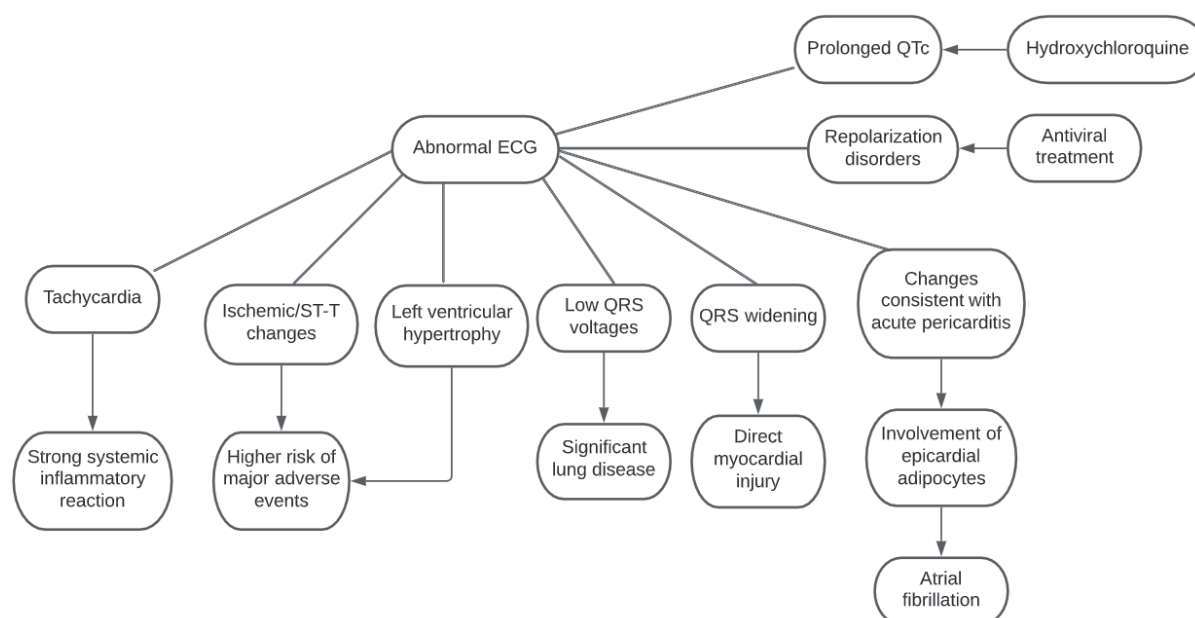 Prolonged QTc
Hydroxychloroquine
Abnormal ECG
Repolarization
disorders
Antiviral
treatment
Tachycardia
Ischemic/ST-T
changes
Left ventricular
hypertrophy
Low QRS
voltages
QRS widening
Changes
consistent with
acute pericarditis
Strong systemic
inflammatory
reaction
Higher risk of
major adverse
events
Significant
lung disease
Direct
myocardial
injury
Involvement of
epicardial
adipocytes
Atrial
fibrillation